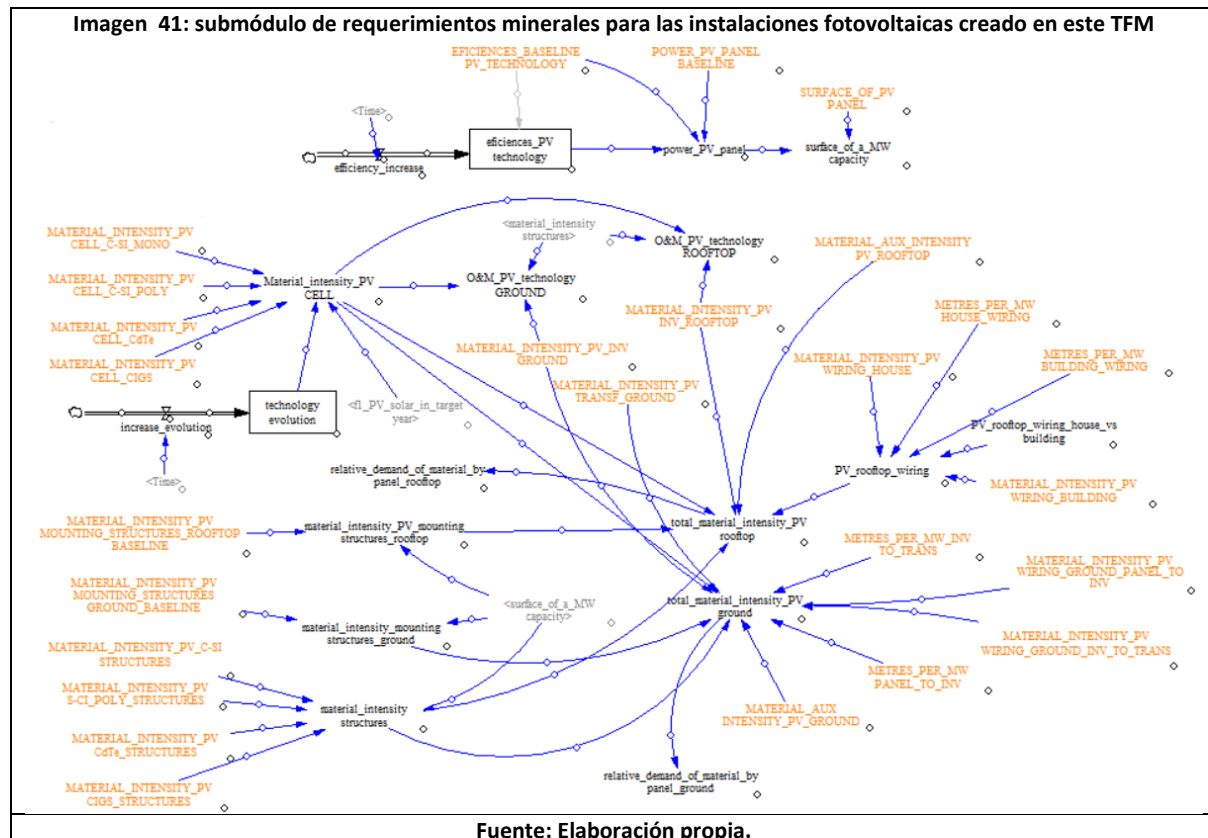 Imagen 41: submódulo de requerimientos minerales para las instalaciones fotovoltaicas creado en este TFM
EFICIENCES_BASELINE
PV_TECHNOLOGY
POWER_PV_PANEL
BASELINE
SURFACE_OF_PV
PANEL
<Time>
efficiency_increase
eficiences_PV
technology
power_PV_panel
surface_of_a_MW
capacity
MATERIAL_INTENSITY_PV
CELL_C-SI_MONO
MATERIAL_INTENSITY_PV
CELL_C-SI_POLY
MATERIAL_INTENSITY_PV
CELL_CdTe
MATERIAL_INTENSITY_PV
CELL_CIGS
Material_intensity_PV
CELL
<material_intensity
structures>
O&M_PV_technology
GROUND
O&M_PV_technology
ROOFTOP
MATERIAL_AUX_INTENSITY
PV_ROOFTOP
MATERIAL_INTENSITY_PV
INV_ROOFTOP
MATERIAL_INTENSITY_PV_INV
GROUND
MATERIAL_INTENSITY_PV
TRANSF_GROUND
METRES_PER_MW
HOUSE_WIRING
MATERIAL_INTENSITY_PV
WIRING_HOUSE
METRES_PER_MW
BUILDING_WIRING
technology
evolution
increase_evolution
<Time>
<f1_PV_solar_in_target
year>
PV_rooftop_wiring_house_vs
building
PV_rooftop_wiring
MATERIAL_INTENSITY_PV
WIRING_BUILDING
relative_demand_of_material_by
panel_rooftop
MATERIAL_INTENSITY_PV
MOUNTING_STRUCTURES_ROOFTOP
BASELINE
material_intensity_PV_mounting
structures_rooftop
total_material_intensity_PV
rooftop
METRES_PER_MW_INV
TO_TRANS
MATERIAL_INTENSITY_PV
WIRING_GROUND_PANEL_TO
INV
MATERIAL_INTENSITY_PV
MOUNTING_STRUCTURES
GROUND_BASELINE
<surface_of_a_MW
capacity>
total_material_intensity_PV
ground
material_intensity_mounting
structures_ground
MATERIAL_INTENSITY_PV
WIRING_GROUND_INV_TO_TRANS
MATERIAL_INTENSITY_PV_C-SI
STRUCTURES
METRES_PER_MW
PANEL_TO_INV
MATERIAL_INTENSITY_PV
S-CI_POLY_STRUCTURES
material_intensity
structures
MATERIAL_AUX
INTENSITY_PV_GROUND
MATERIAL_INTENSITY_PV
CdTe_STRUCTURES
MATERIAL_INTENSITY_PV
CIGS_STRUCTURES
relative_demand_of_material_by
panel_ground
Fuente: Elaboración propia.